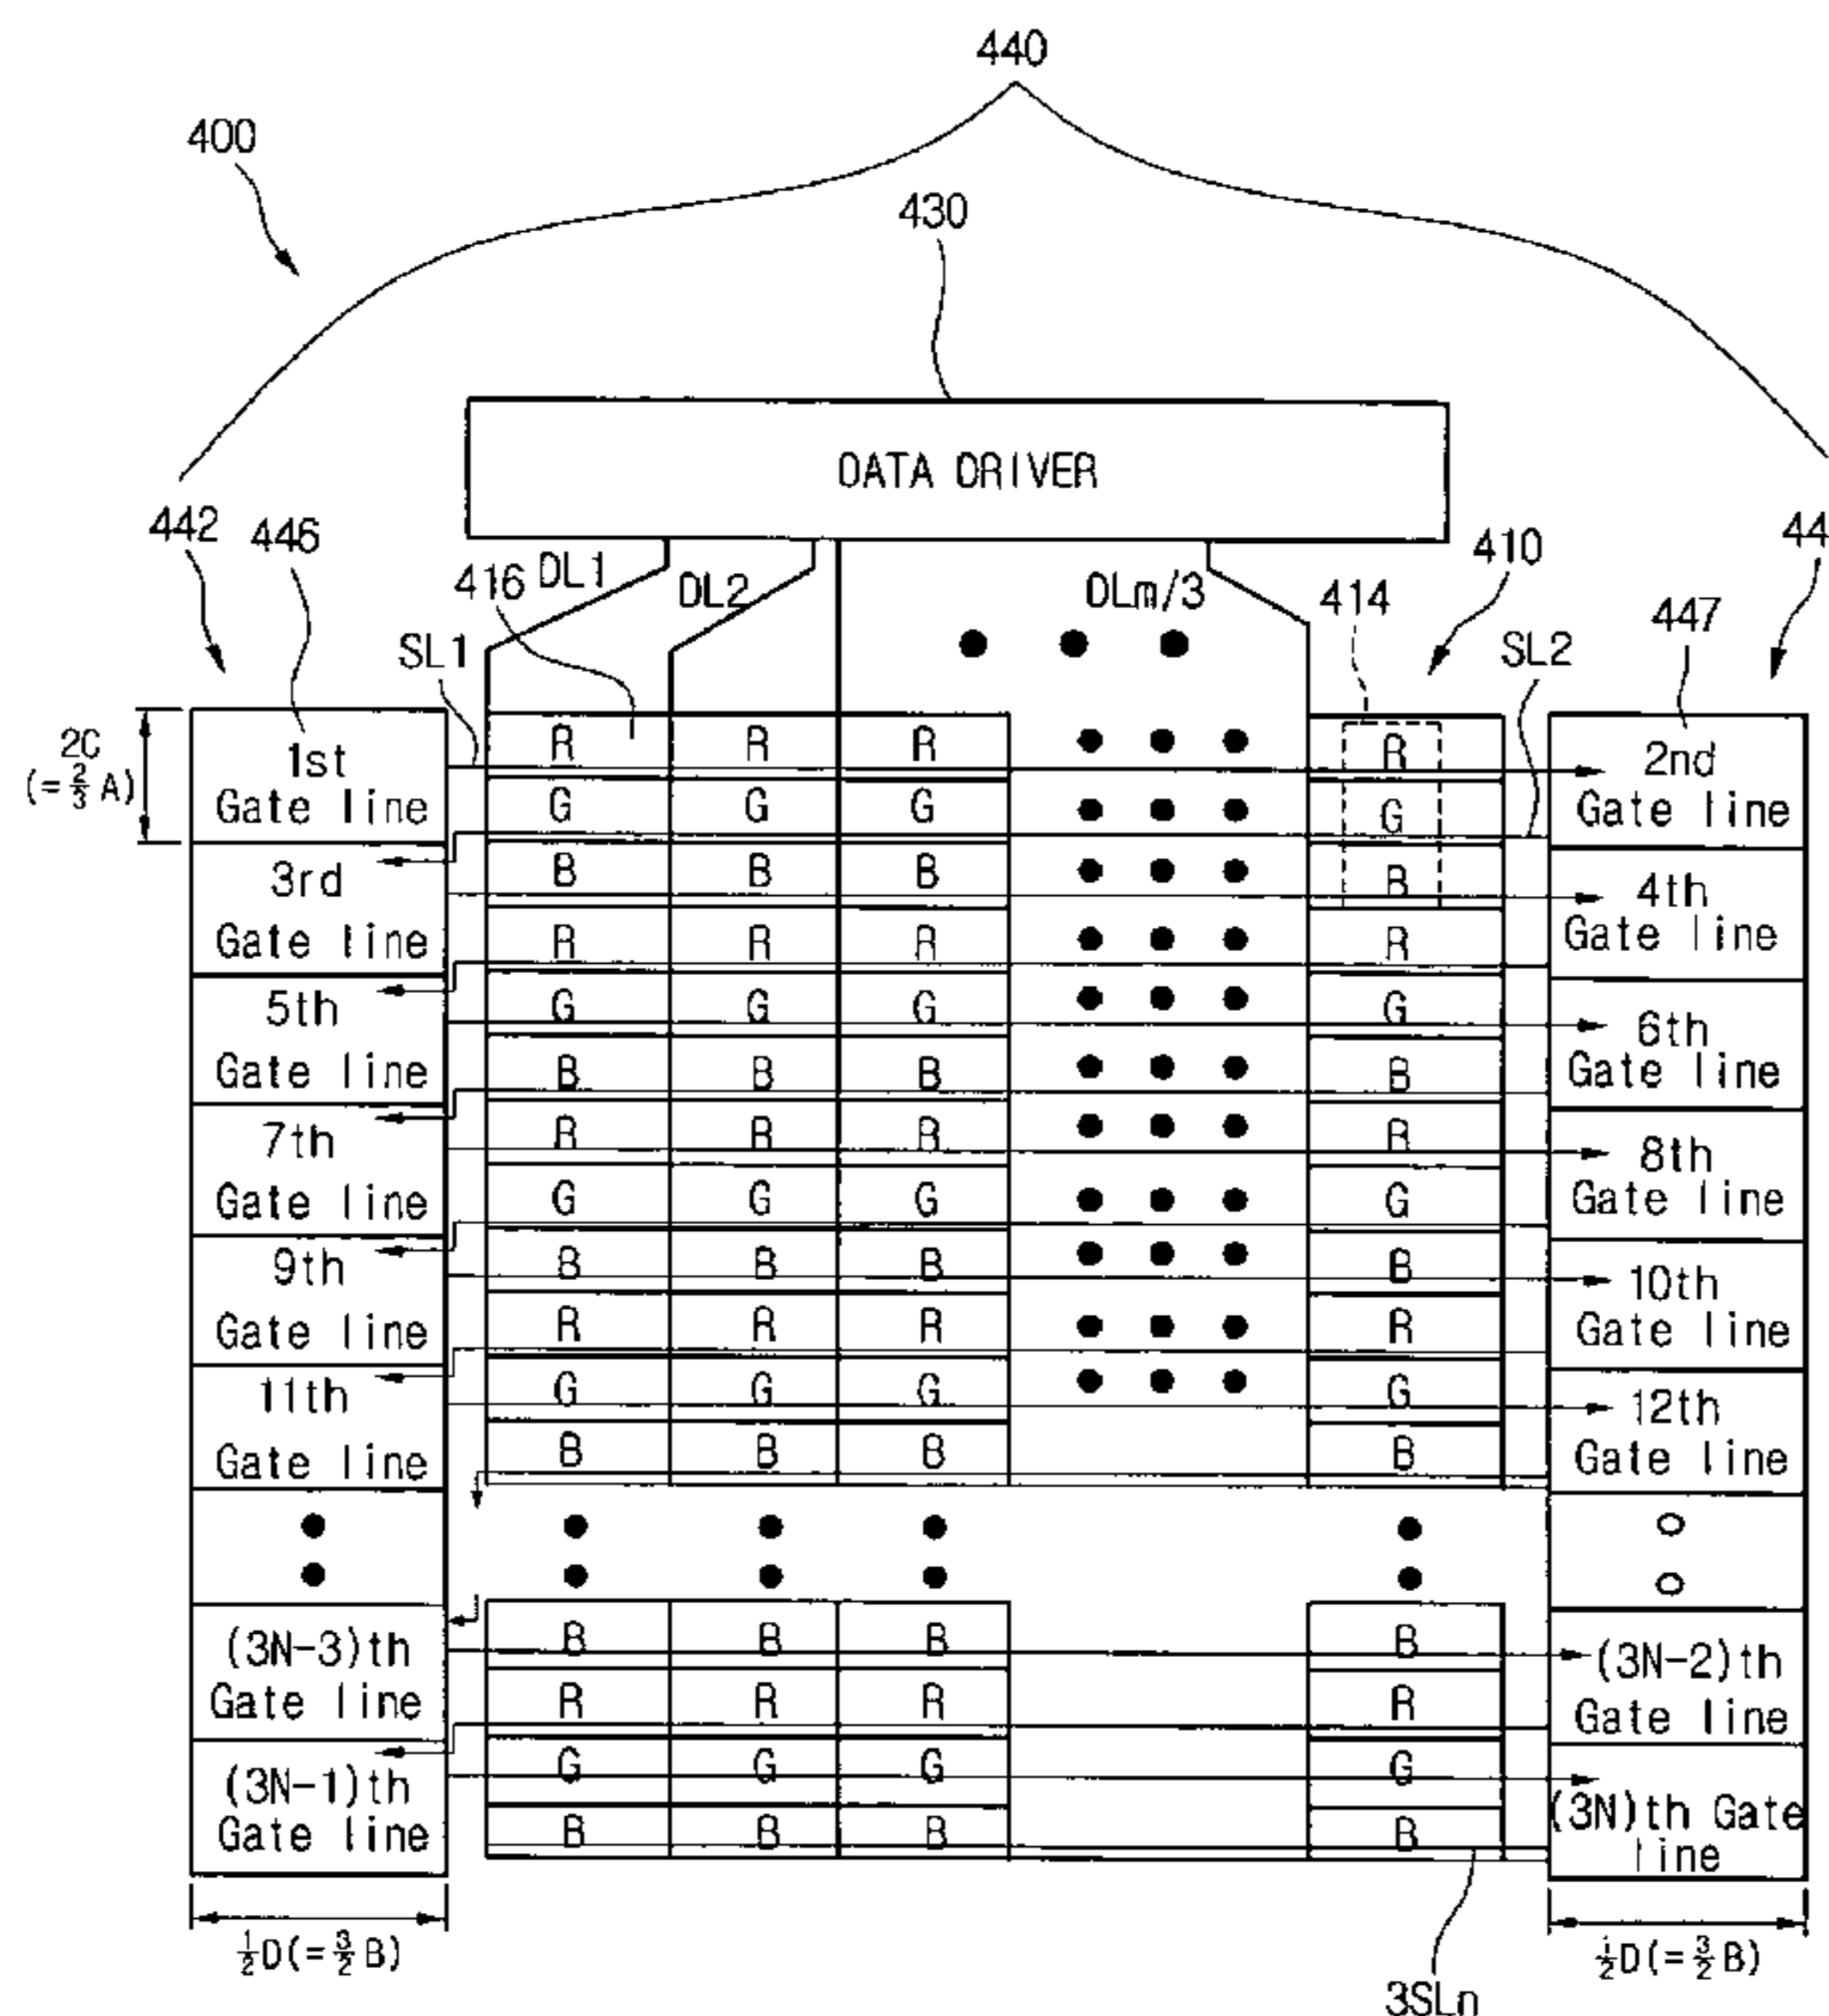 440
400
430
DATA DRIVER
442
446
416
DL1
DL2
DLm/3
414
410
44
447
SL1
SL2
2C
(=2/3 A)
1st
Gate line
R R R R
2nd
Gate line
G G G G
3rd
Gate line
B B B B
4th
Gate line
R R R R
5th
Gate line
G G G G
6th
Gate line
B B B B
7th
Gate line
R R R R
8th
Gate line
G G G G
9th
Gate line
B B B B
10th
Gate line
R R R R
11th
Gate line
G G G G
12th
Gate line
B B B B
(3N-3)th
Gate line
B B B B
(3N-2)th
Gate line
R R R R
(3N-1)th
Gate line
G G G G
(3N)th Gate
line
B B B B
1/2 D(=3/2 B)
1/2 D(=3/2 B)
3SLn